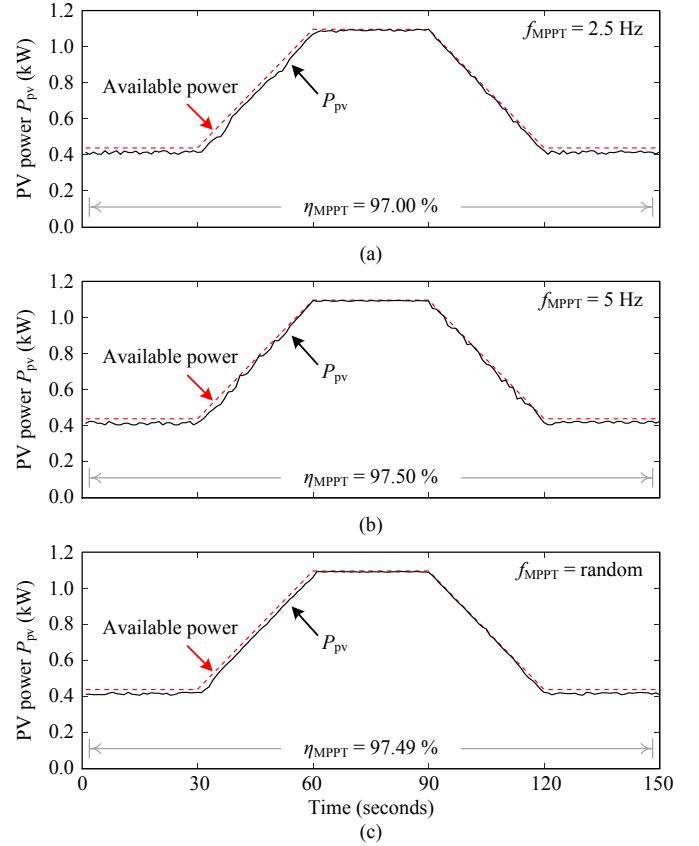 1.2
1.0
0.8
0.6
0.4
0.2
0.0
PV power Ppv (kW)
fMPPT = 2.5 Hz
Available power
Ppv
ηMPPT = 97.00 %
(a)
1.2
1.0
0.8
0.6
0.4
0.2
0.0
PV power Ppv (kW)
fMPPT = 5 Hz
Available power
Ppv
ηMPPT = 97.50 %
(b)
1.2
1.0
0.8
0.6
0.4
0.2
0.0
PV power Ppv (kW)
fMPPT = random
Available power
Ppv
ηMPPT = 97.49 %
0 30 60 90 120 150
Time (seconds)
(c)